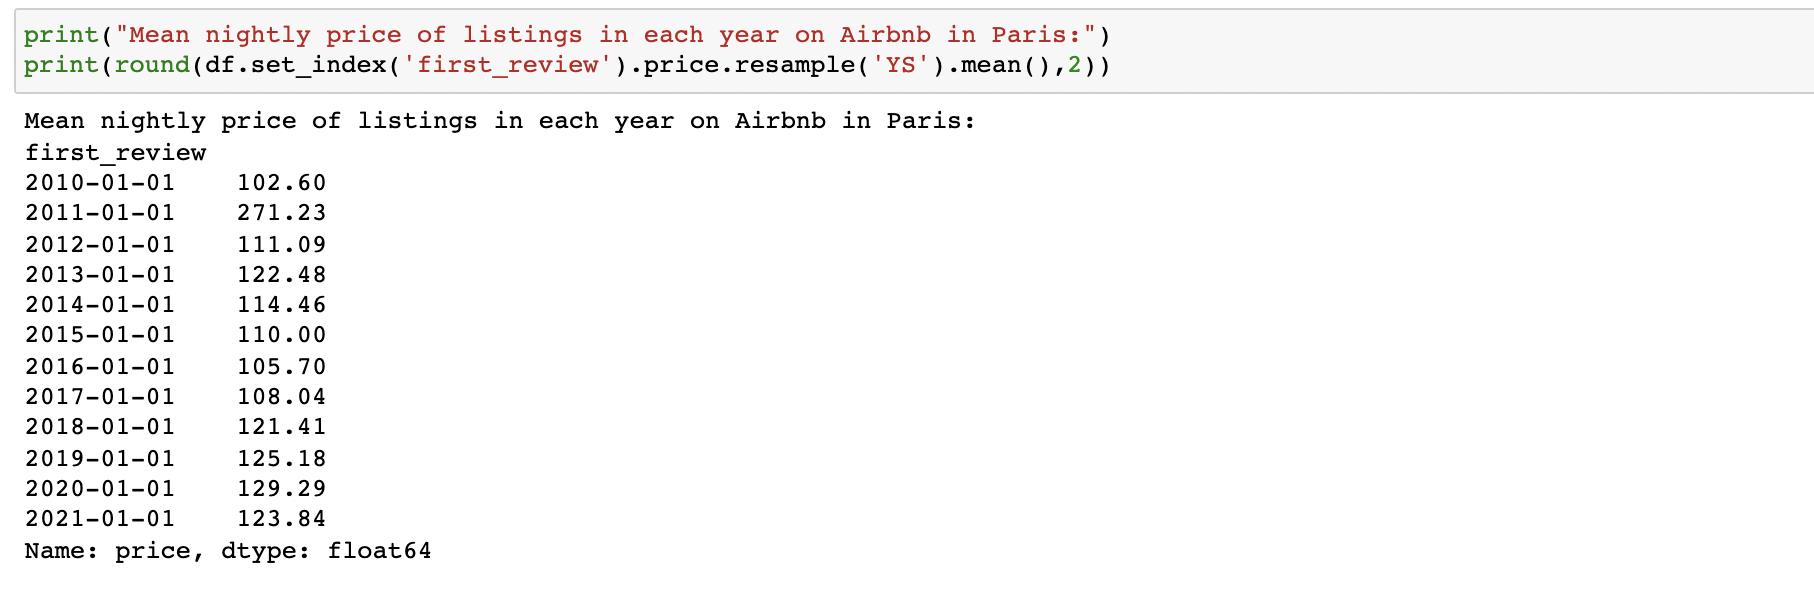 print("Mean nightly price of listings in each year on Airbnb in Paris:")
print(round(df.set_index('first_review').price.resample('YS').mean(),2))
Mean nightly price of listings in each year on Airbnb in Paris:
first_review
2010-01-01    102.60
2011-01-01    271.23
2012-01-01    111.09
2013-01-01    122.48
2014-01-01    114.46
2015-01-01    110.00
2016-01-01    105.70
2017-01-01    108.04
2018-01-01    121.41
2019-01-01    125.18
2020-01-01    129.29
2021-01-01    123.84
Name: price, dtype: float64